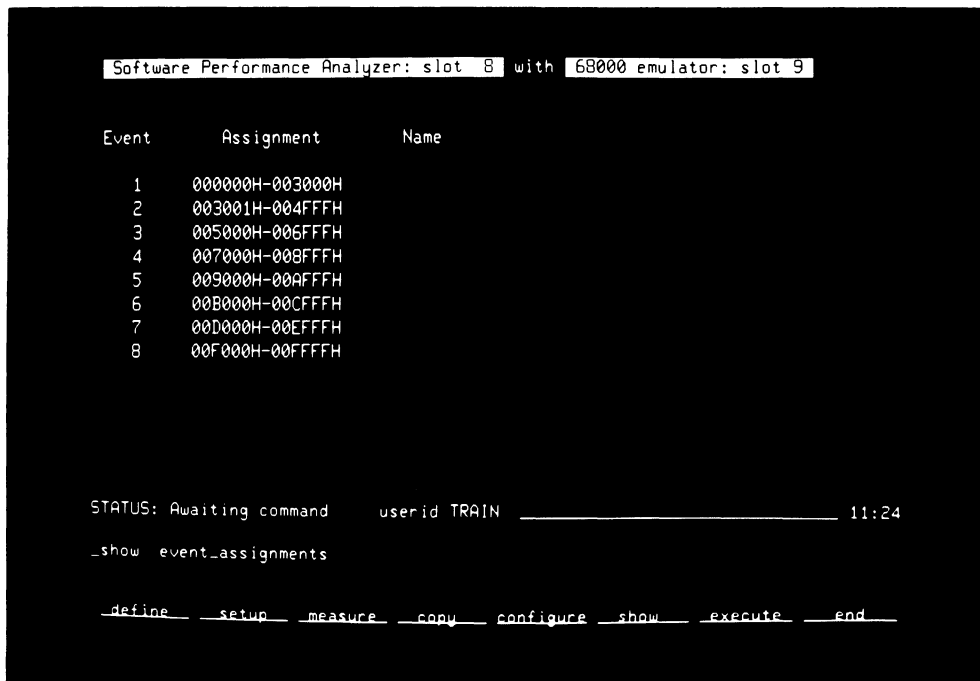 Software Performance Analyzer: slot 8 with 68000 emulator: slot 9
Event Assignment Name
1 000000H-003000H
2 003001H-004FFFH
3 005000H-006FFFH
4 007000H-008FFFH
5 009000H-00AFFFH
6 00B000H-00CFFFH
7 00D000H-00EFFFH
8 00F000H-00FFFFH
STATUS: Awaiting command userid TRAIN 11:24
_show event_assignments
define setup measure copy configure show execute end